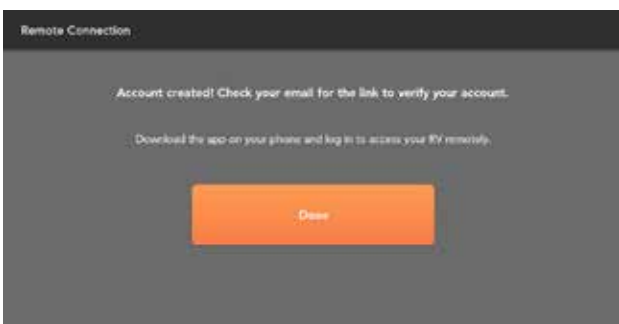 Remote Connection
Account created! Check your email for the link to verify your account.
Download the app on your phone and log in to access your RV remotely.
Done